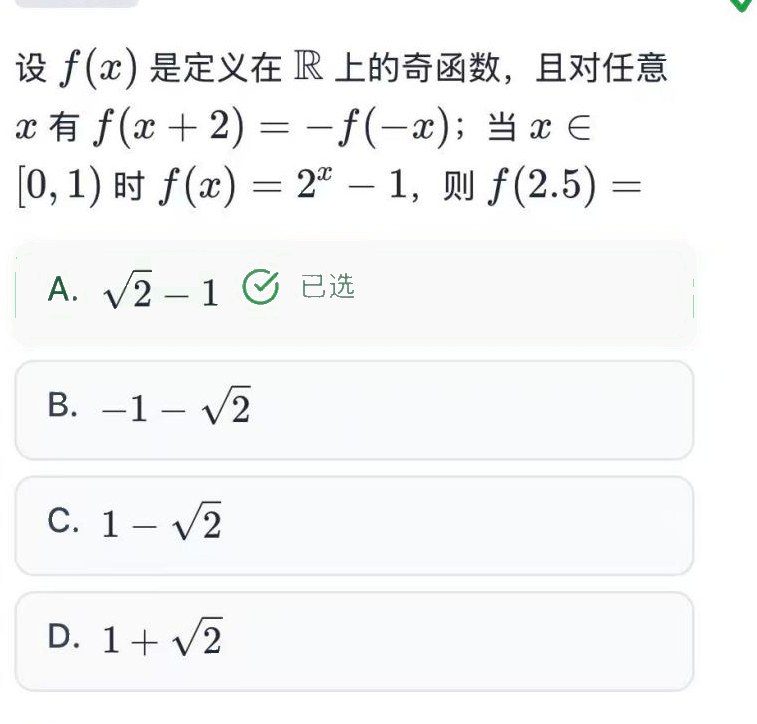 设 f(x) 是定义在 ℝ 上的奇函数，且对任意
x 有 f(x + 2) = −f(−x)；当 x ∈
[0, 1) 时 f(x) = 2^x − 1，则 f(2.5) =
A. √2 − 1 已选
B. −1 − √2
C. 1 − √2
D. 1 + √2